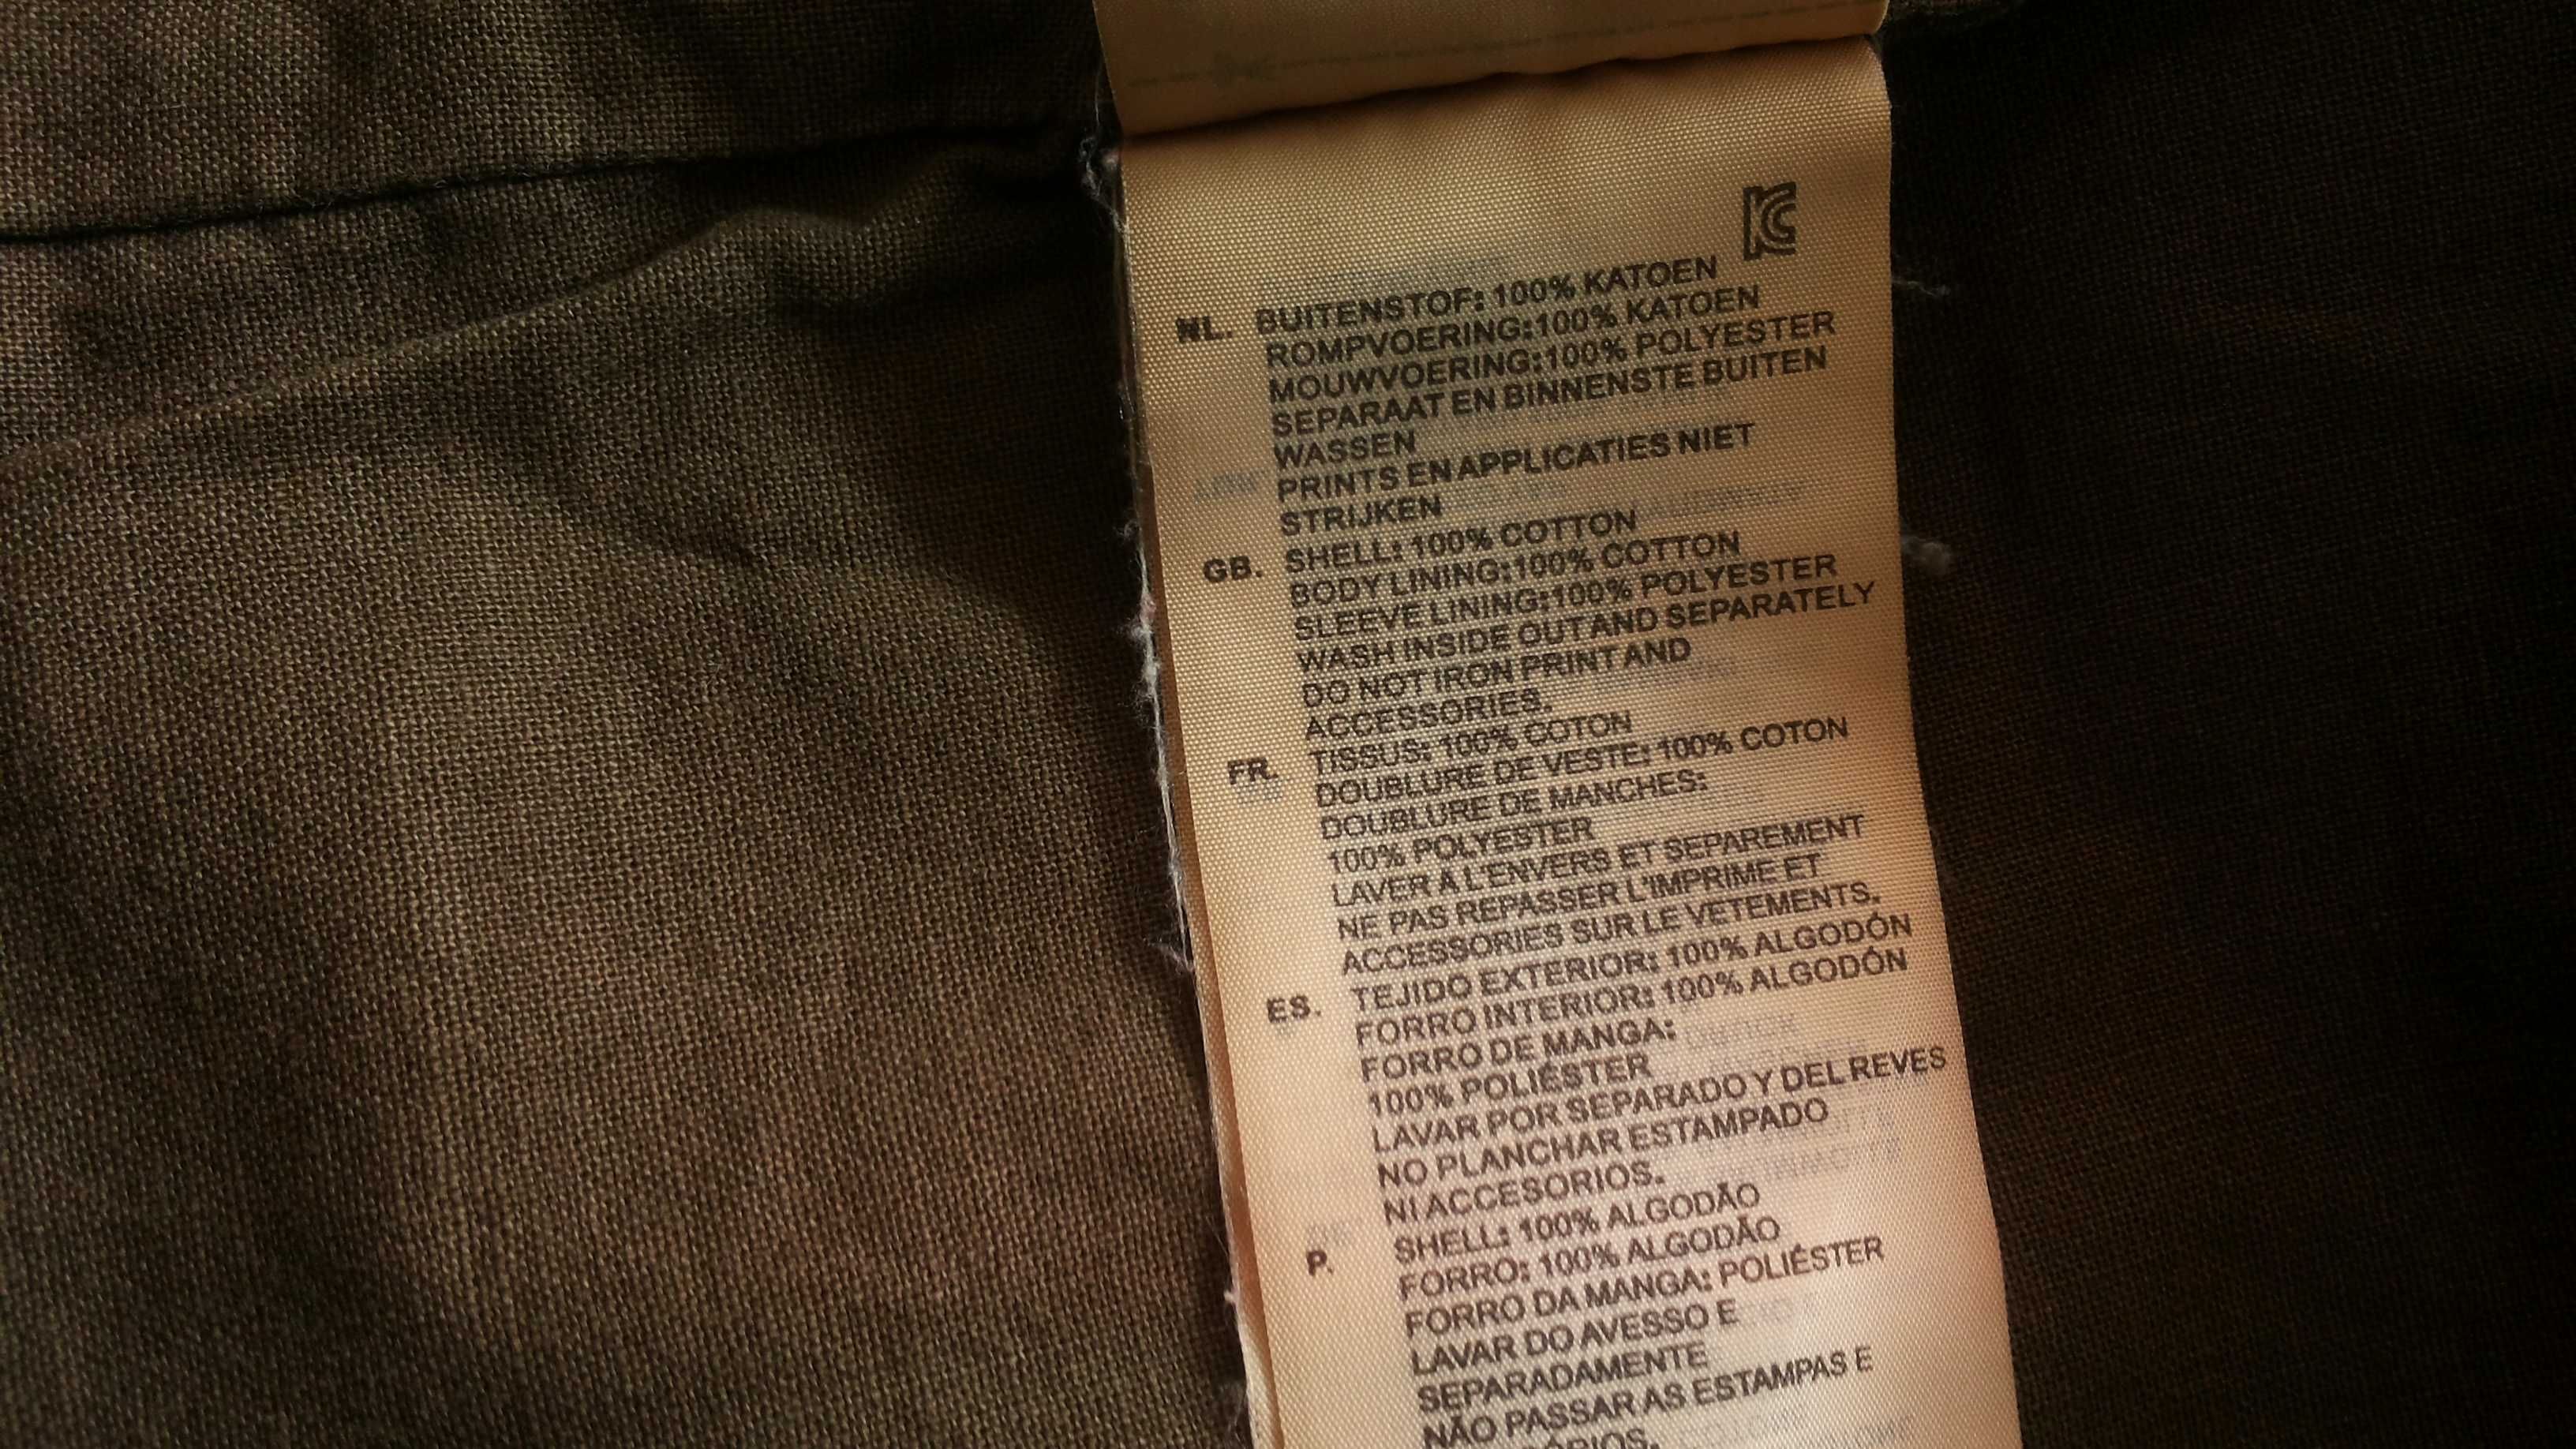 KC
NL. BUITENSTOF: 100% KATOEN
ROMPVOERING:100% KATOEN
MOUWVOERING:100% POLYESTER
SEPARAAT EN BINNENSTE BUITEN
WASSEN
PRINTS EN APPLICATIES NIET
STRIJKEN
GB. SHELL: 100% COTTON
BODY LINING:100% COTTON
SLEEVE LINING:100% POLYESTER
WASH INSIDE OUT AND SEPARATELY
DO NOT IRON PRINT AND
ACCESSORIES.
FR. TISSUS: 100% COTON
DOUBLURE DE VESTE: 100% COTON
DOUBLURE DE MANCHES:
100% POLYESTER
LAVER A L'ENVERS ET SEPAREMENT
NE PAS REPASSER L'IMPRIME ET
ACCESSORIES SUR LE VETEMENTS.
ES. TEJIDO EXTERIOR: 100% ALGODÓN
FORRO INTERIOR: 100% ALGODÓN
FORRO DE MANGA:
100% POLIÉSTER
LAVAR POR SEPARADO Y DEL REVES
NO PLANCHAR ESTAMPADO
NI ACCESORIOS.
P. SHELL: 100% ALGODÃO
FORRO: 100% ALGODÃO
FORRO DA MANGA: POLIÉSTER
LAVAR DO AVESSO E
SEPARADAMENTE
NÃO PASSAR AS ESTAMPAS E